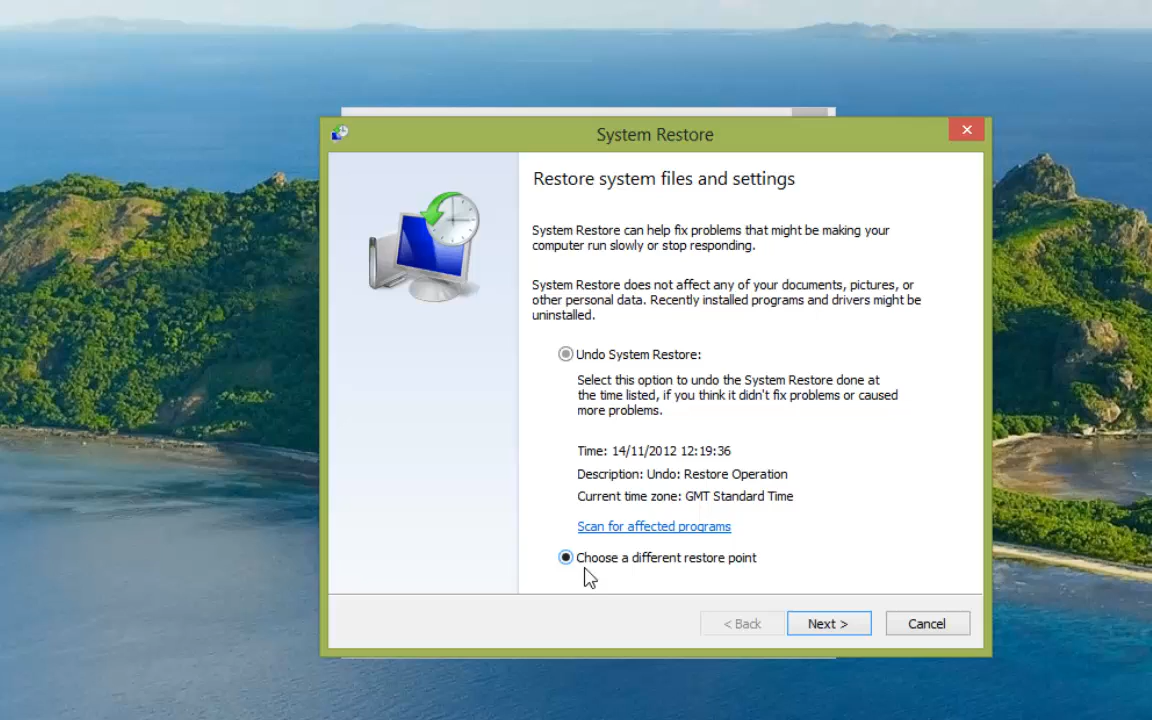 System Restore
Restore system files and settings
System Restore can help fix problems that might be making your
computer run slowly or stop responding.
System Restore does not affect any of your documents, pictures, or
other personal data. Recently installed programs and drivers might be
uninstalled.
Undo System Restore:
Select this option to undo the System Restore done at
the time listed, if you think it didn't fix problems or caused
more problems.
Time: 14/11/2012 12:19:36
Description: Undo: Restore Operation
Current time zone: GMT Standard Time
Scan for affected programs
Choose a different restore point
< Back
Next >
Cancel